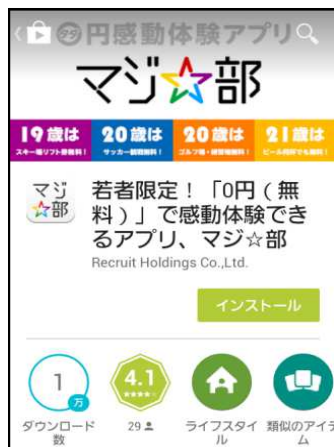 円感動体験アプリ
マジ☆部
19歳は
スキー場リフト券無料!
20歳は
サッカー観戦無料!
20歳は
ゴルフ場・練習場無料!
21歳は
マジ
☆部
若者限定!「0円(無
料)」で感動体験でき
るアプリ、マジ☆部
Recruit Holdings Co.,Ltd.
インストール
1
万
4.1
ダウンロード
数
29
ライフスタイ
ル
類似のアイテ
ム